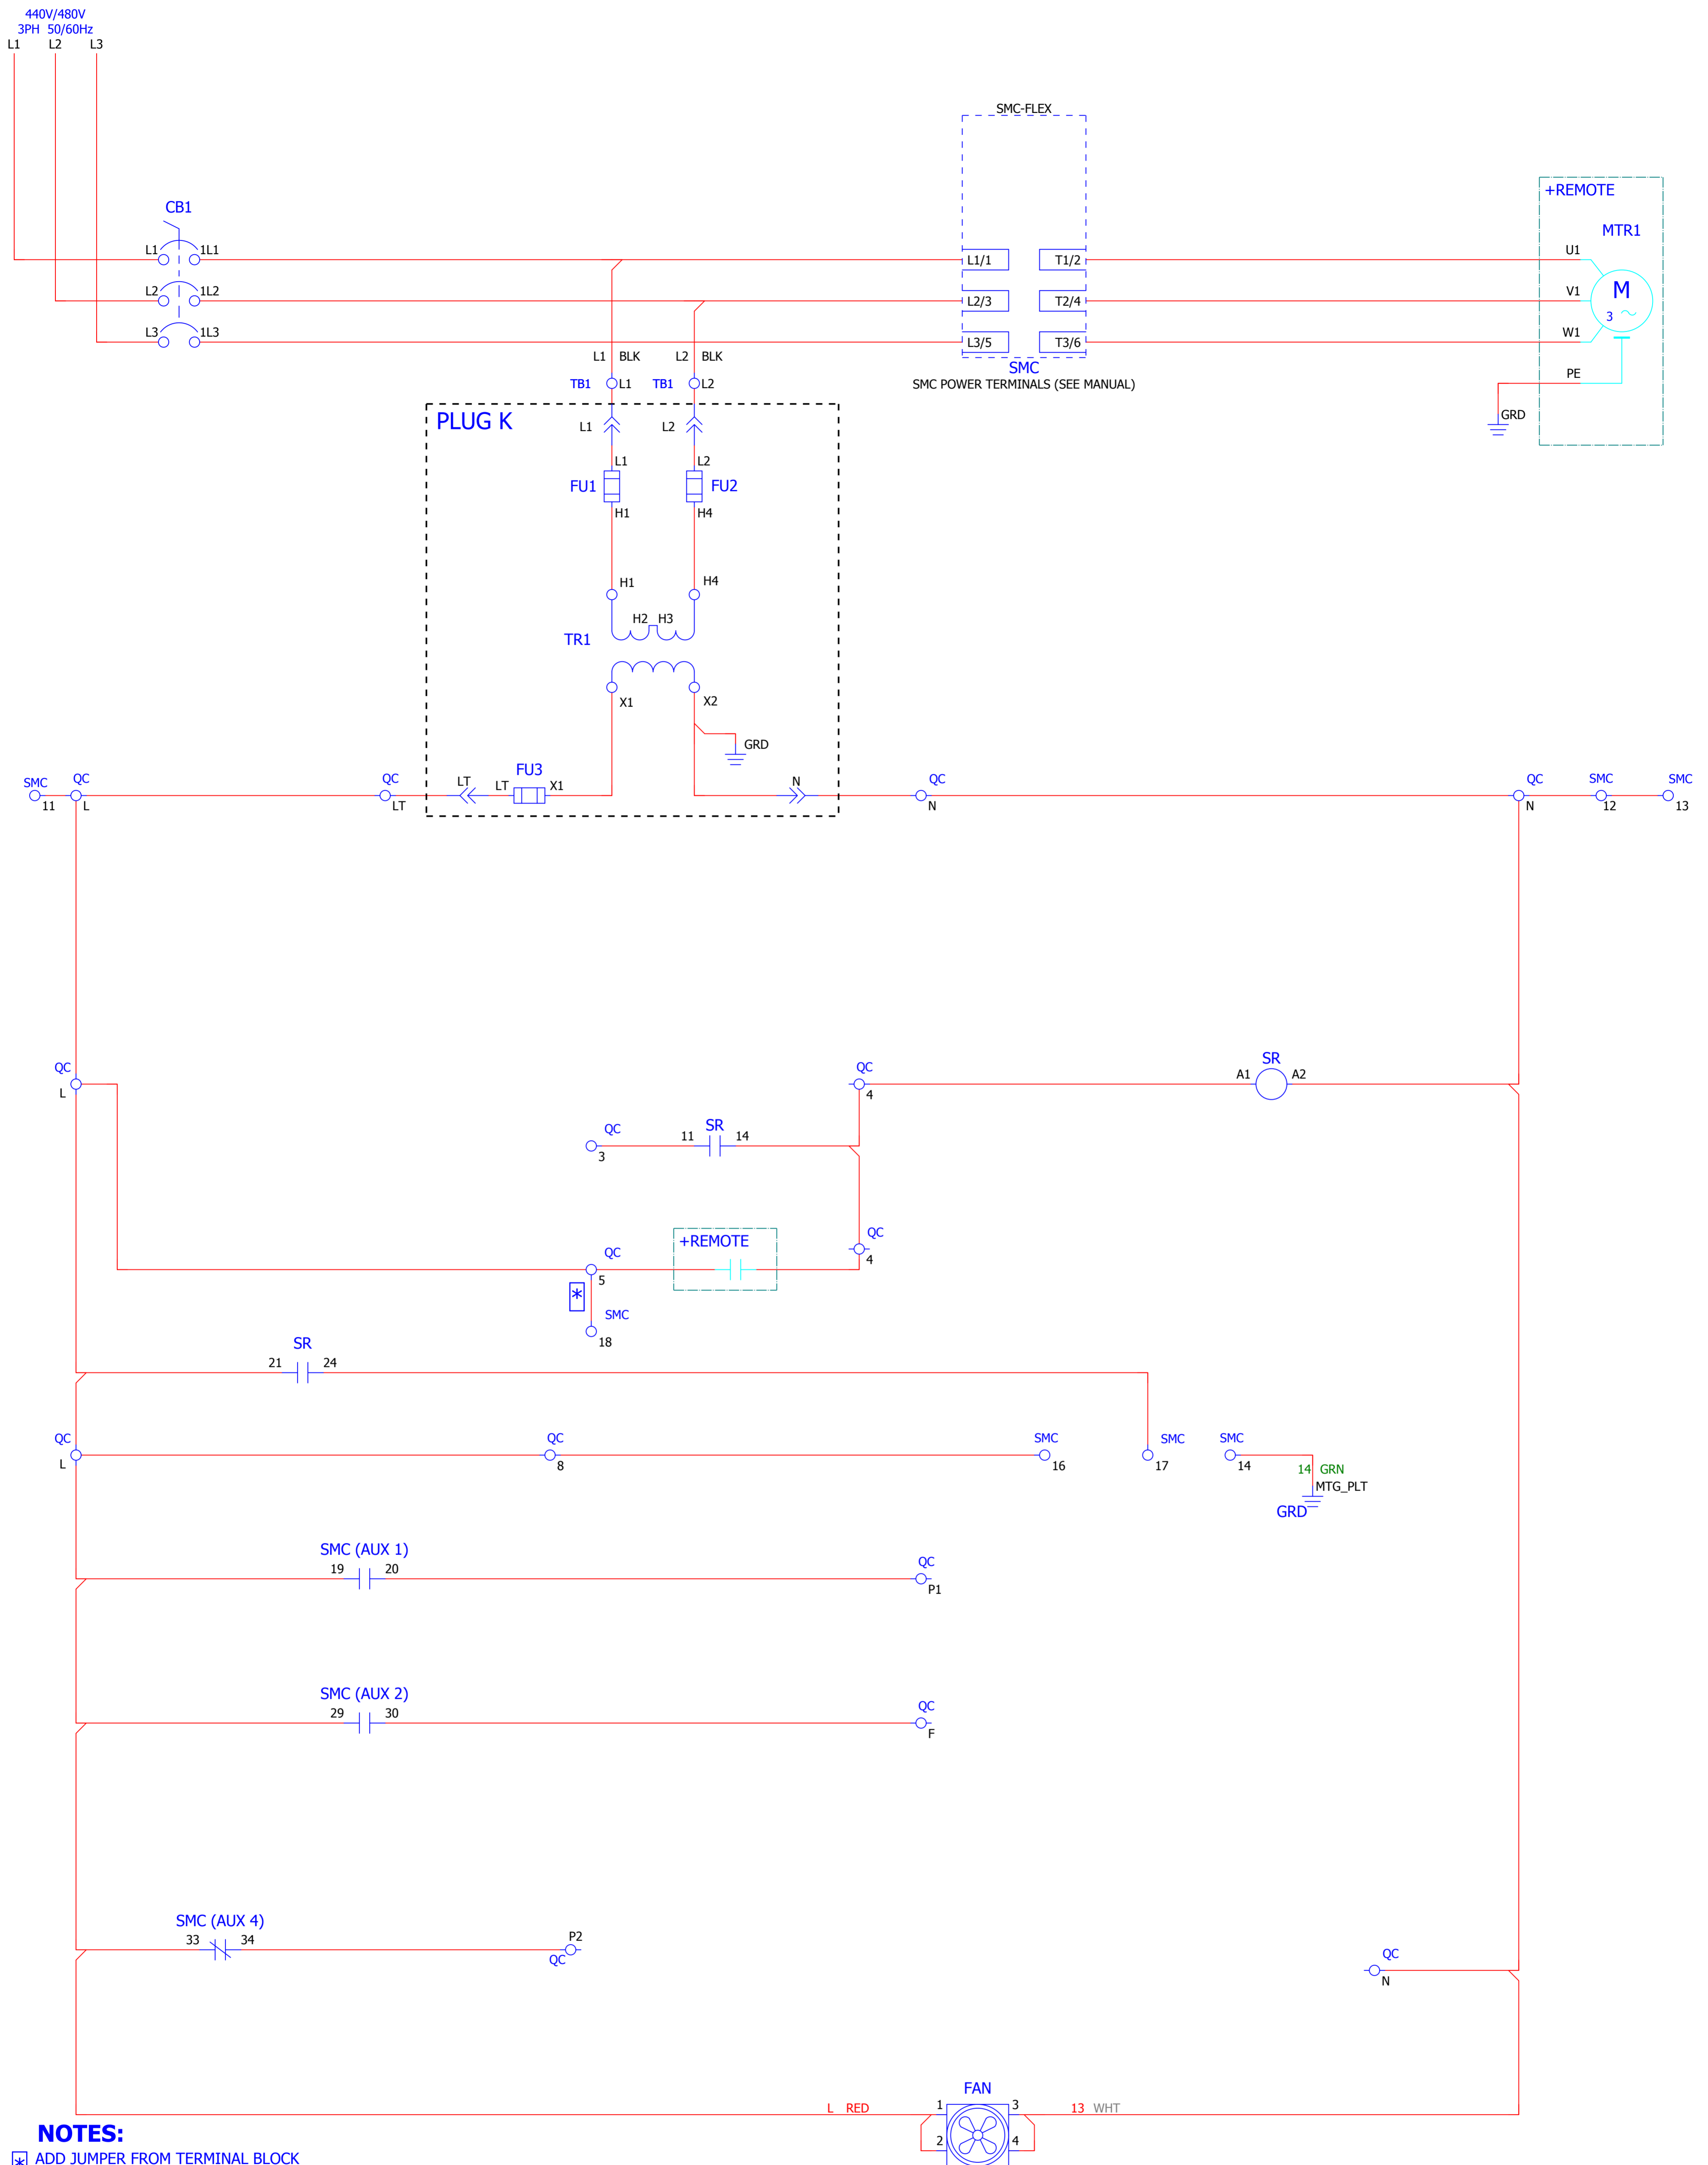 440V/480V
3PH 50/60Hz
L1 L2 L3
SMC-FLEX
+REMOTE
CB1
MTR1
L1 1L1 L1/1 T1/2 U1
L2 1L2 L2/3 T2/4 V1
M
3
L3 1L3 L3/5 T3/6 W1
L1 BLK L2 BLK
SMC
PE
TB1 L1 TB1 L2
SMC POWER TERMINALS (SEE MANUAL)
PLUG K
L1 L2
GRD
L1 L2
FU1 FU2
H1 H4
H1 H4
H2 H3
TR1
X1 X2
GRD
FU3
SMC QC QC LT LT X1 N QC QC SMC SMC
11 L LT N N 12 13
QC QC SR
L 4 A1 A2
QC SR
3 11 14
QC
4
QC +REMOTE
5
*
SMC
18
SR
21 24
QC QC SMC SMC SMC
L 8 16 17 14
14 GRN
MTG_PLT
GRD
SMC (AUX 1)
19 20 QC
P1
SMC (AUX 2)
29 30 QC
F
SMC (AUX 4)
33 34 P2
QC
QC
N
FAN
L RED 1 3 13 WHT
2 4
NOTES:
* ADD JUMPER FROM TERMINAL BLOCK